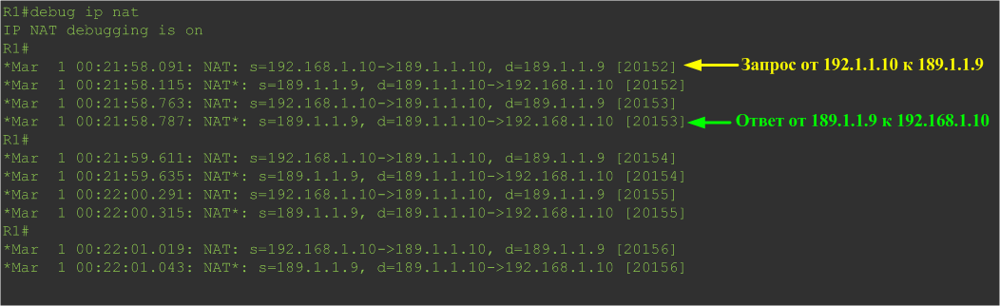 R1#debug ip nat
IP NAT debugging is on
R1#
*Mar  1 00:21:58.091: NAT: s=192.168.1.10->189.1.1.10, d=189.1.1.9 [20152]
Запрос от 192.1.1.10 к 189.1.1.9
*Mar  1 00:21:58.115: NAT*: s=189.1.1.9, d=189.1.1.10->192.168.1.10 [20152]
*Mar  1 00:21:58.763: NAT: s=192.168.1.10->189.1.1.10, d=189.1.1.9 [20153]
*Mar  1 00:21:58.787: NAT*: s=189.1.1.9, d=189.1.1.10->192.168.1.10 [20153]
Ответ от 189.1.1.9 к 192.168.1.10
R1#
*Mar  1 00:21:59.611: NAT: s=192.168.1.10->189.1.1.10, d=189.1.1.9 [20154]
*Mar  1 00:21:59.635: NAT*: s=189.1.1.9, d=189.1.1.10->192.168.1.10 [20154]
*Mar  1 00:22:00.291: NAT: s=192.168.1.10->189.1.1.10, d=189.1.1.9 [20155]
*Mar  1 00:22:00.315: NAT*: s=189.1.1.9, d=189.1.1.10->192.168.1.10 [20155]
R1#
*Mar  1 00:22:01.019: NAT: s=192.168.1.10->189.1.1.10, d=189.1.1.9 [20156]
*Mar  1 00:22:01.043: NAT*: s=189.1.1.9, d=189.1.1.10->192.168.1.10 [20156]